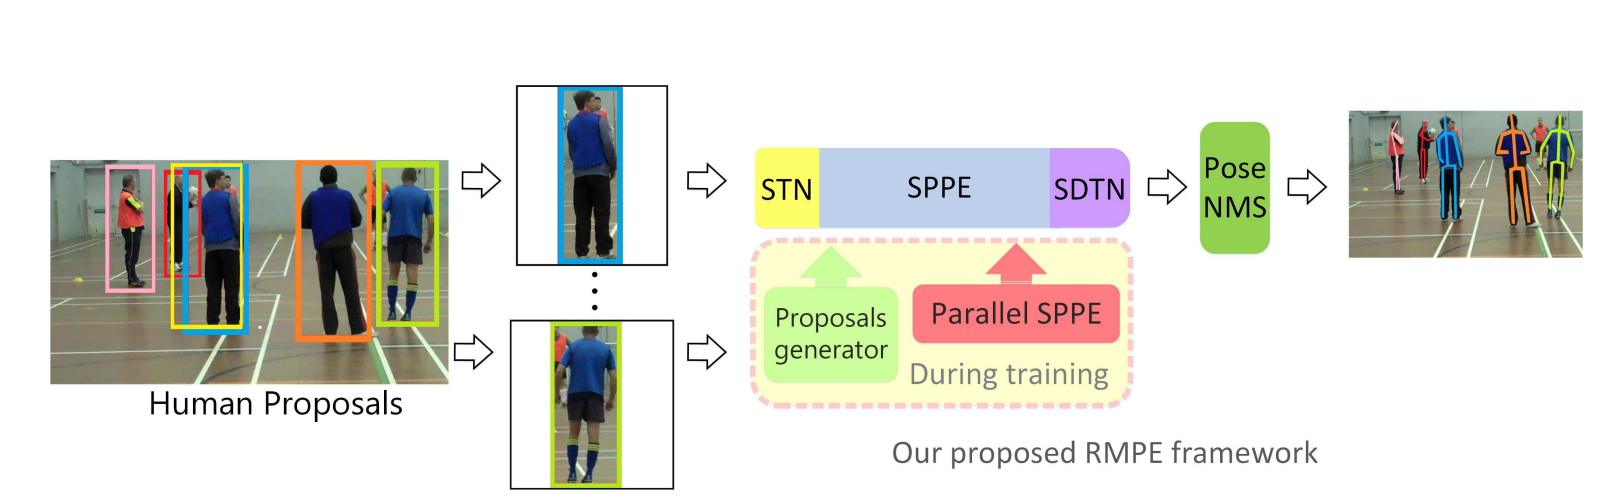 Human Proposals
STN
SPPE
SDTN
Proposals
generator
Parallel SPPE
During training
Pose
NMS
Our proposed RMPE framework